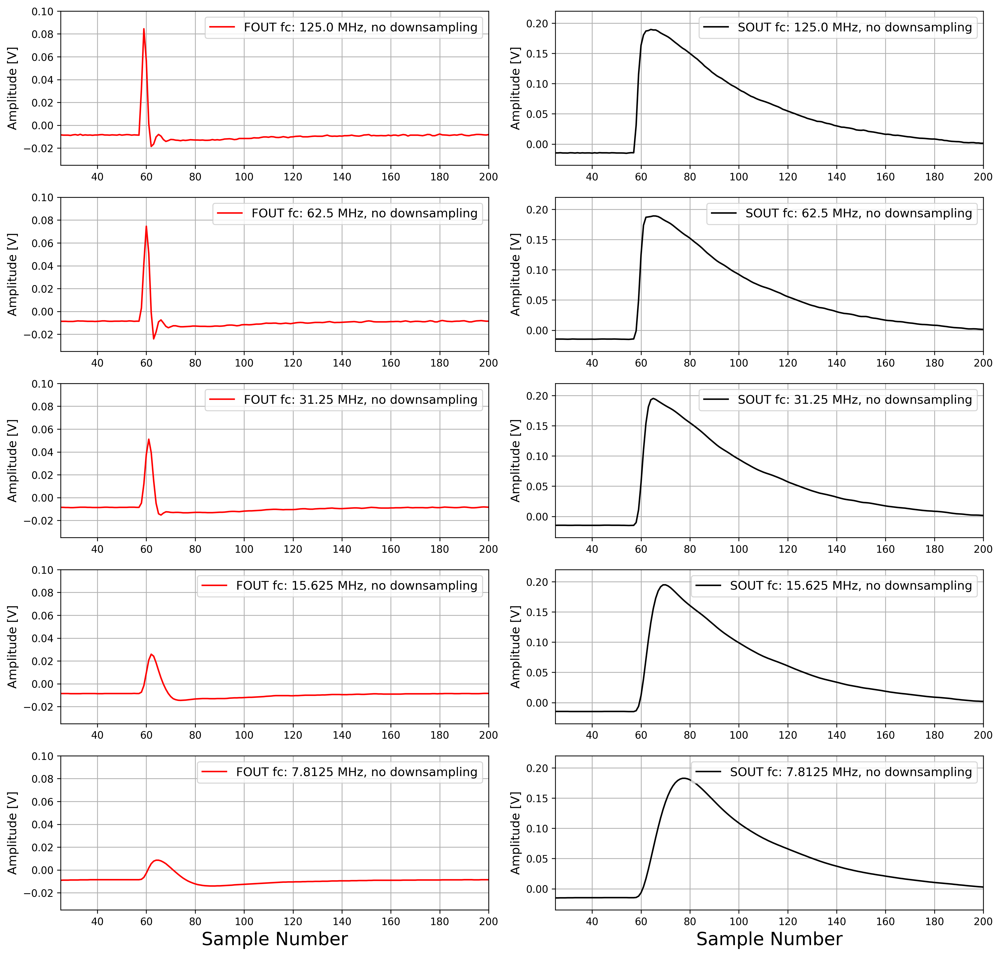 FOUT fc: 125.0 MHz, no downsampling
Amplitude [V]
0.10
0.08
0.06
0.04
0.02
0.00
−0.02
40 60 80 100 120 140 160 180 200
SOUT fc: 125.0 MHz, no downsampling
Amplitude [V]
0.20
0.15
0.10
0.05
0.00
40 60 80 100 120 140 160 180 200
FOUT fc: 62.5 MHz, no downsampling
Amplitude [V]
0.10
0.08
0.06
0.04
0.02
0.00
−0.02
40 60 80 100 120 140 160 180 200
SOUT fc: 62.5 MHz, no downsampling
Amplitude [V]
0.20
0.15
0.10
0.05
0.00
40 60 80 100 120 140 160 180 200
FOUT fc: 31.25 MHz, no downsampling
Amplitude [V]
0.10
0.08
0.06
0.04
0.02
0.00
−0.02
40 60 80 100 120 140 160 180 200
SOUT fc: 31.25 MHz, no downsampling
Amplitude [V]
0.20
0.15
0.10
0.05
0.00
40 60 80 100 120 140 160 180 200
FOUT fc: 15.625 MHz, no downsampling
Amplitude [V]
0.10
0.08
0.06
0.04
0.02
0.00
−0.02
40 60 80 100 120 140 160 180 200
SOUT fc: 15.625 MHz, no downsampling
Amplitude [V]
0.20
0.15
0.10
0.05
0.00
40 60 80 100 120 140 160 180 200
FOUT fc: 7.8125 MHz, no downsampling
Amplitude [V]
0.10
0.08
0.06
0.04
0.02
0.00
−0.02
40 60 80 100 120 140 160 180 200
Sample Number
SOUT fc: 7.8125 MHz, no downsampling
Amplitude [V]
0.20
0.15
0.10
0.05
0.00
40 60 80 100 120 140 160 180 200
Sample Number